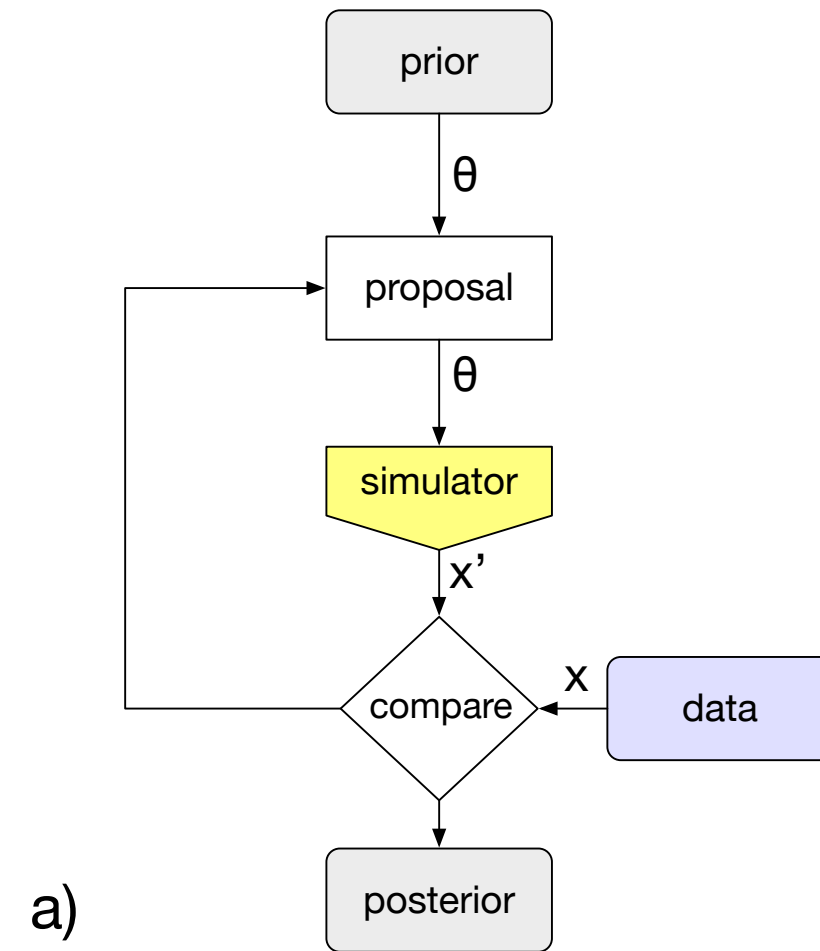 prior
θ
proposal
θ
simulator
x’
compare
x
data
posterior
a)